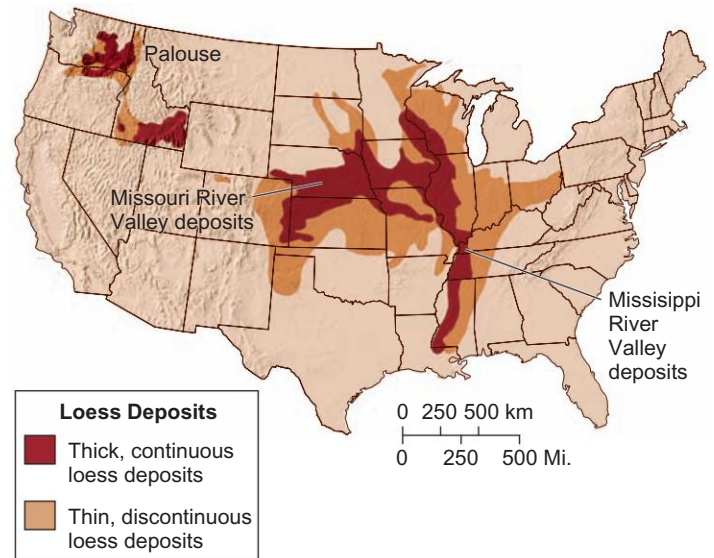 Palouse
Missouri River
Valley deposits
Missisippi
River
Valley
deposits
Loess Deposits
Thick, continuous
loess deposits
Thin, discontinuous
loess deposits
0 250 500 km
0 250 500 Mi.